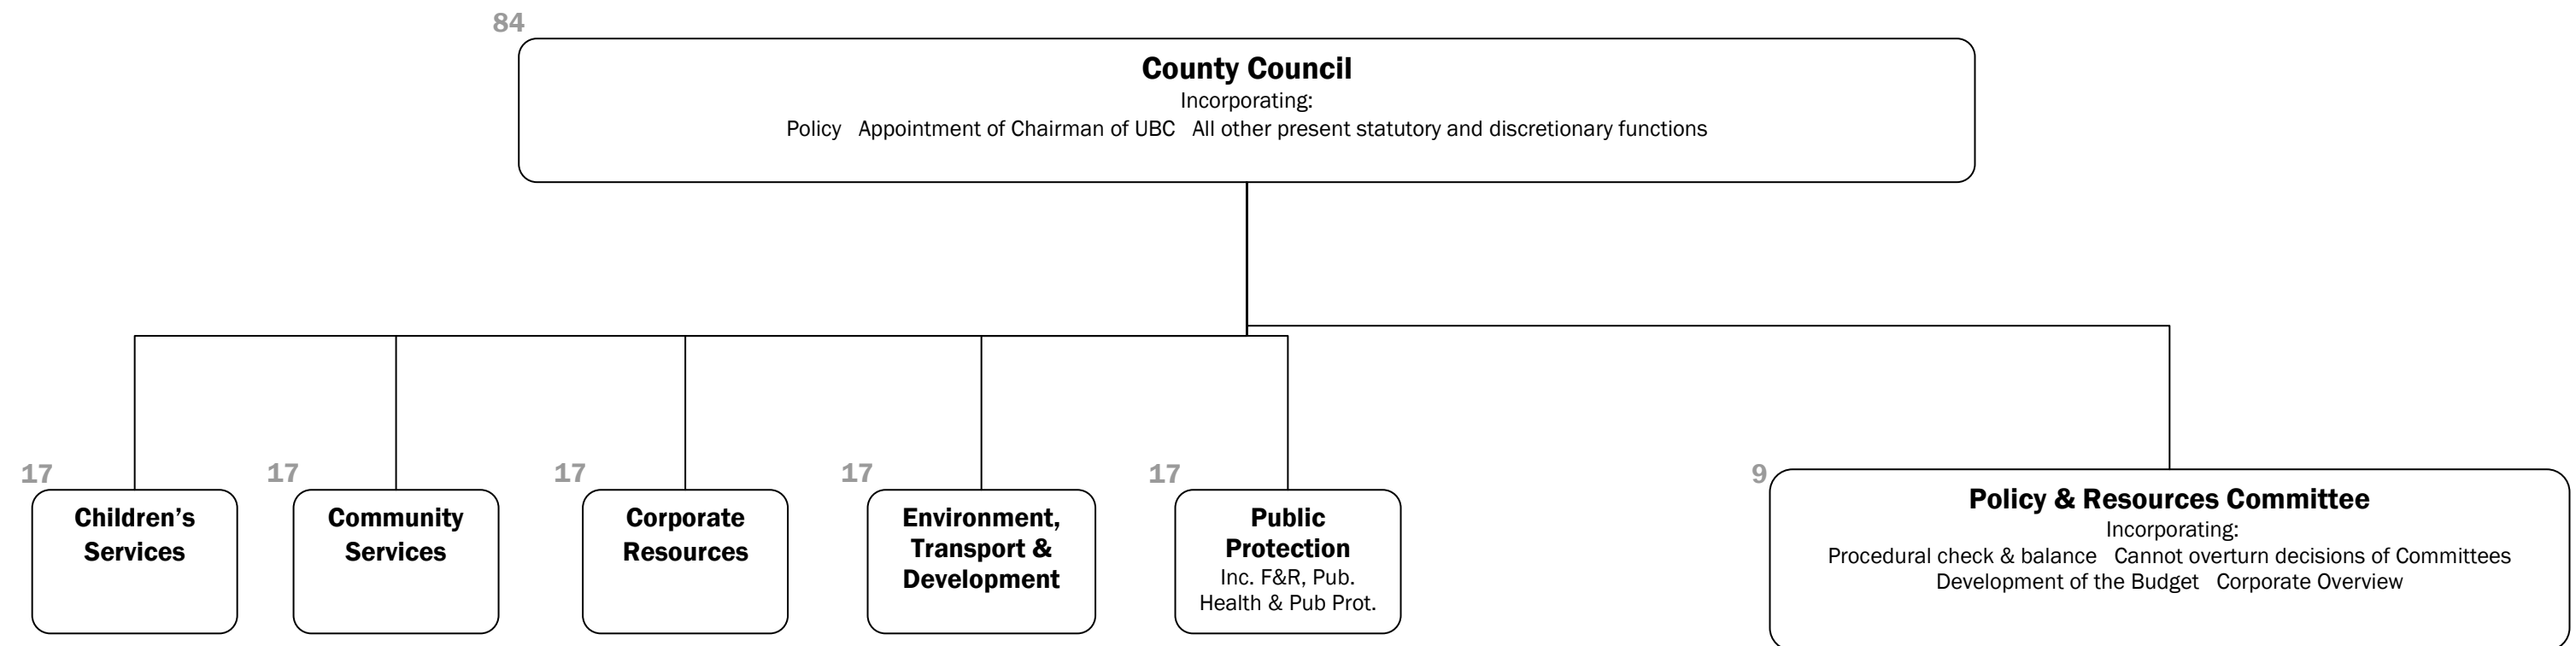 84
County Council
Incorporating:
Policy   Appointment of Chairman of UBC   All other present statutory and discretionary functions
17
Children’s
Services
17
Community
Services
17
Corporate
Resources
17
Environment,
Transport &
Development
17
Public
Protection
Inc. F&R, Pub.
Health & Pub Prot.
9
Policy & Resources Committee
Incorporating:
Procedural check & balance   Cannot overturn decisions of Committees
Development of the Budget   Corporate Overview